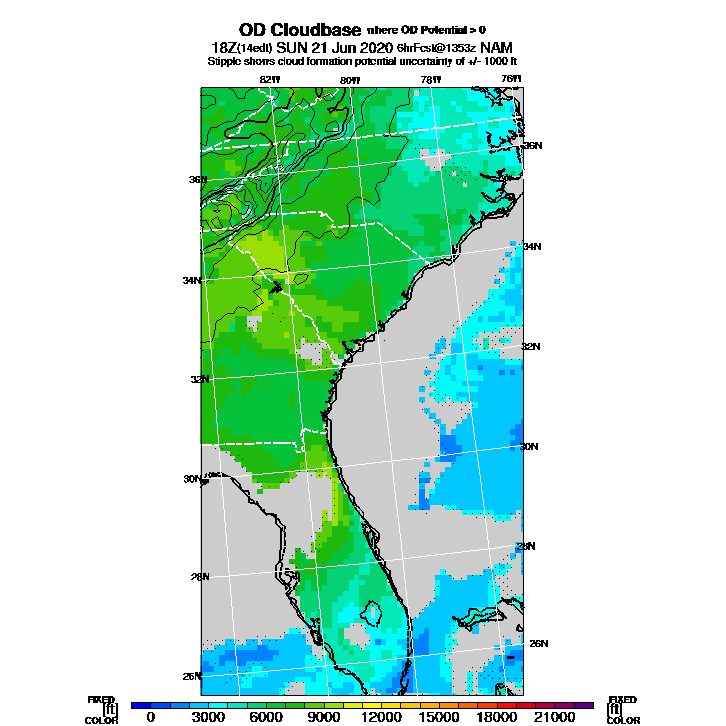 OD Cloudbase where OD Potential > 0
18Z(14edt) SUN 21 Jun 2020 6hrFcst@1353z NAM
Stipple shows cloud formation potential uncertainty of +/- 1000 ft
82W 80W 78W 76W
36N 36N
34N 34N
32N 32N
30N 30N
28N 28N
26N 26N
FIXED FIXED
[ft] [ft]
COLOR COLOR
0 3000 6000 9000 12000 15000 18000 21000